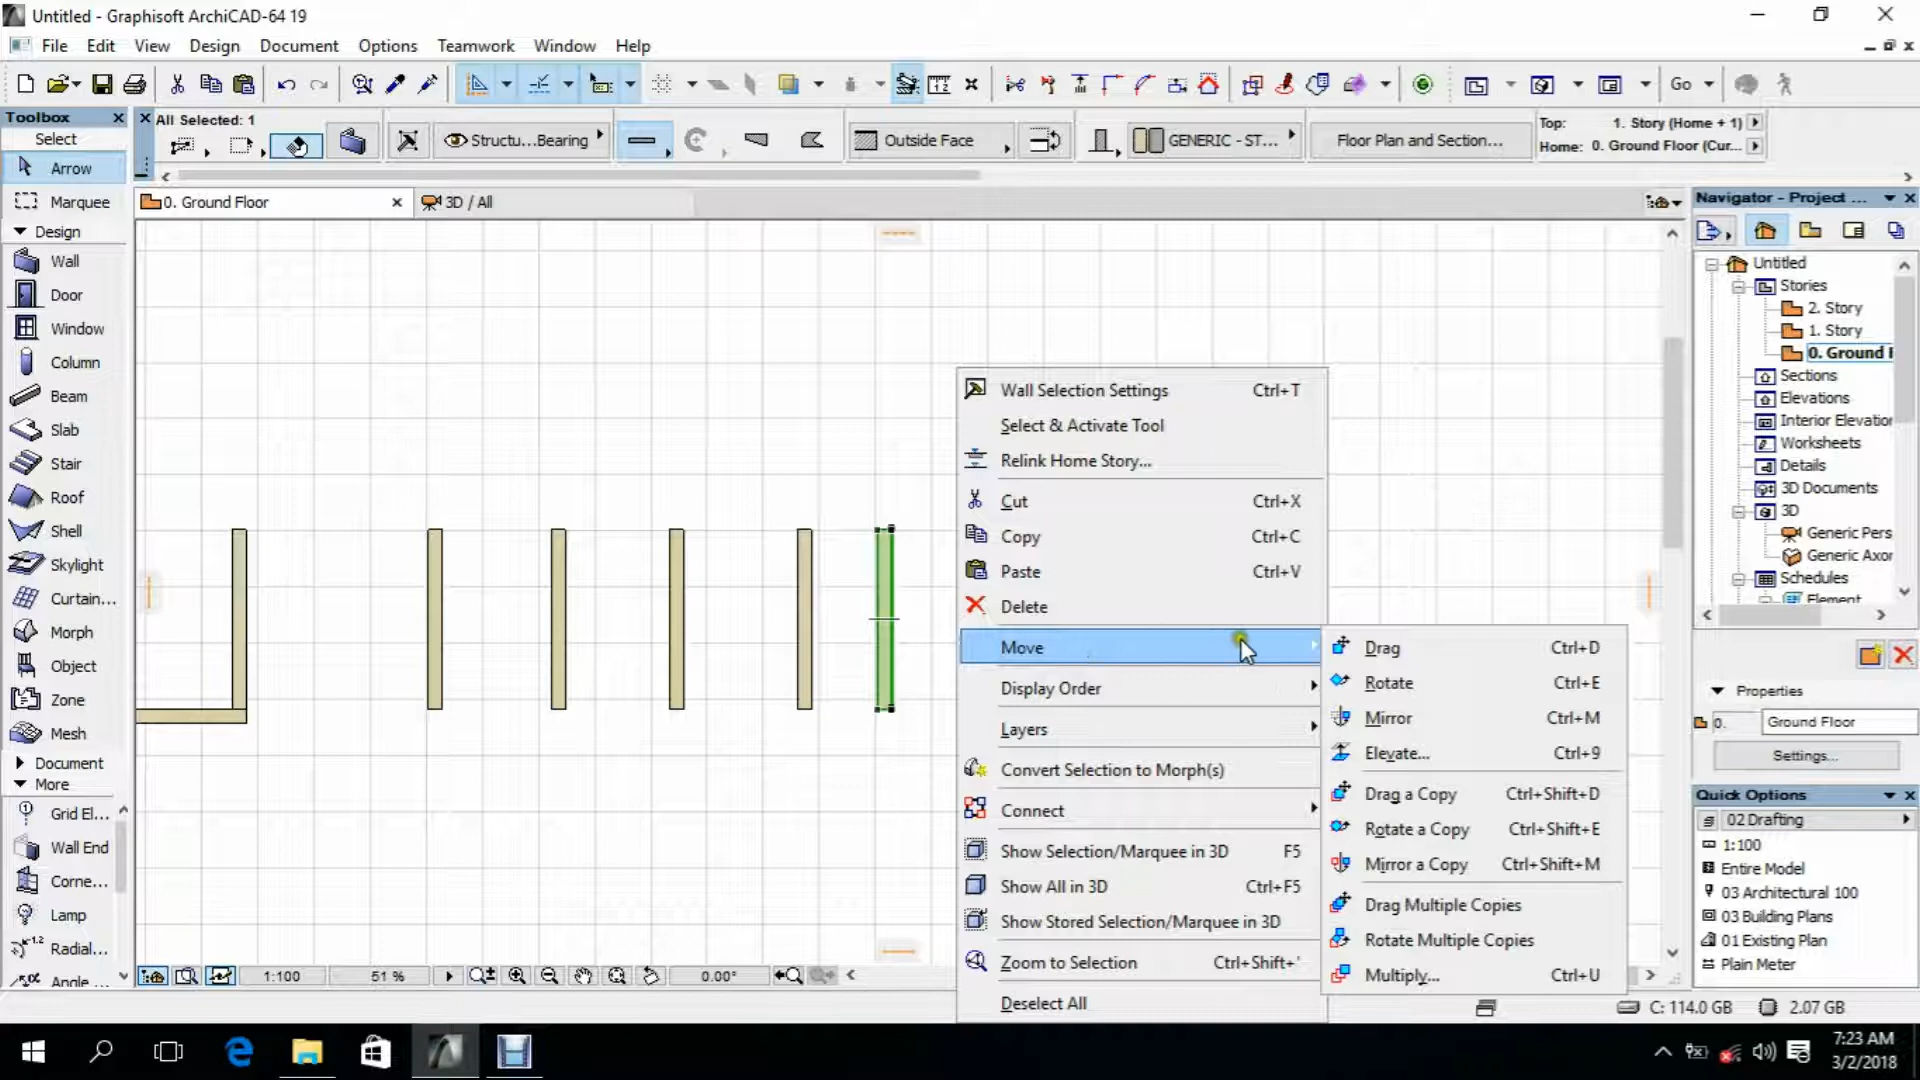 Untitled - Graphisoft ArchiCAD-64 19
File Edit View Design Document Options Teamwork Window Help
Go
Toolbox
Select
Arrow
Marquee
Design
Wall
Door
Window
Column
Beam
Slab
Stair
Roof
Shell
Skylight
Curtain...
Morph
Object
Zone
Mesh
Document
More
Grid El...
Wall End
Corne...
Lamp
Radial...
Angle ...
All Selected: 1
Structu...Bearing
Outside Face
GENERIC - ST...
Floor Plan and Section...
Top: 1. Story (Home + 1)
Home: 0. Ground Floor (Cur...
0. Ground Floor
3D / All
Wall Selection Settings Ctrl+T
Select & Activate Tool
Relink Home Story...
Cut Ctrl+X
Copy Ctrl+C
Paste Ctrl+V
Delete
Move
Display Order
Layers
Convert Selection to Morph(s)
Connect
Show Selection/Marquee in 3D F5
Show All in 3D Ctrl+F5
Show Stored Selection/Marquee in 3D
Zoom to Selection Ctrl+Shift+'
Deselect All
Drag Ctrl+D
Rotate Ctrl+E
Mirror Ctrl+M
Elevate... Ctrl+9
Drag a Copy Ctrl+Shift+D
Rotate a Copy Ctrl+Shift+E
Mirror a Copy Ctrl+Shift+M
Drag Multiple Copies
Rotate Multiple Copies
Multiply... Ctrl+U
1:100 51 % 0.00°
Navigator - Project ...
Untitled
Stories
2. Story
1. Story
0. Ground F
Sections
Elevations
Interior Elevation
Worksheets
Details
3D Documents
3D
Generic Pers
Generic Axor
Schedules
Element
Properties
0. Ground Floor
Settings...
Quick Options
02 Drafting
1:100
Entire Model
03 Architectural 100
03 Building Plans
01 Existing Plan
Plain Meter
C: 114.0 GB 2.07 GB
7:23 AM
3/2/2018